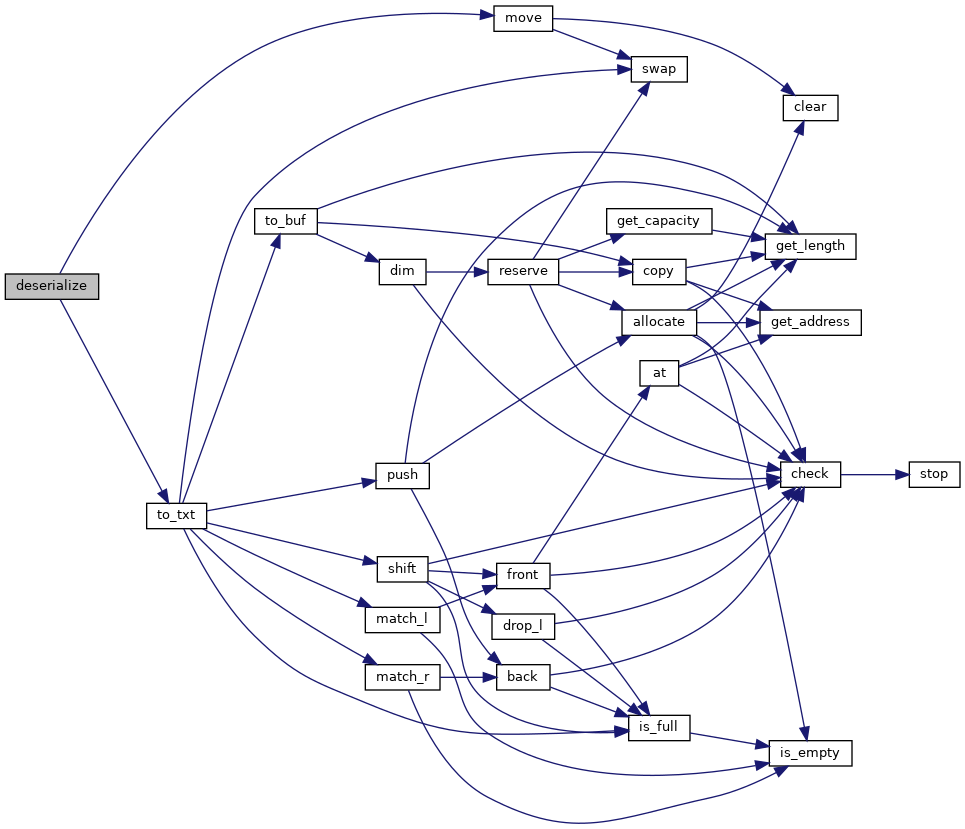 move
swap
clear
to_buf
get_capacity
get_length
deserialize
dim
reserve
copy
allocate
get_address
at
push
check
stop
to_txt
shift
front
match_l
drop_l
match_r
back
is_full
is_empty